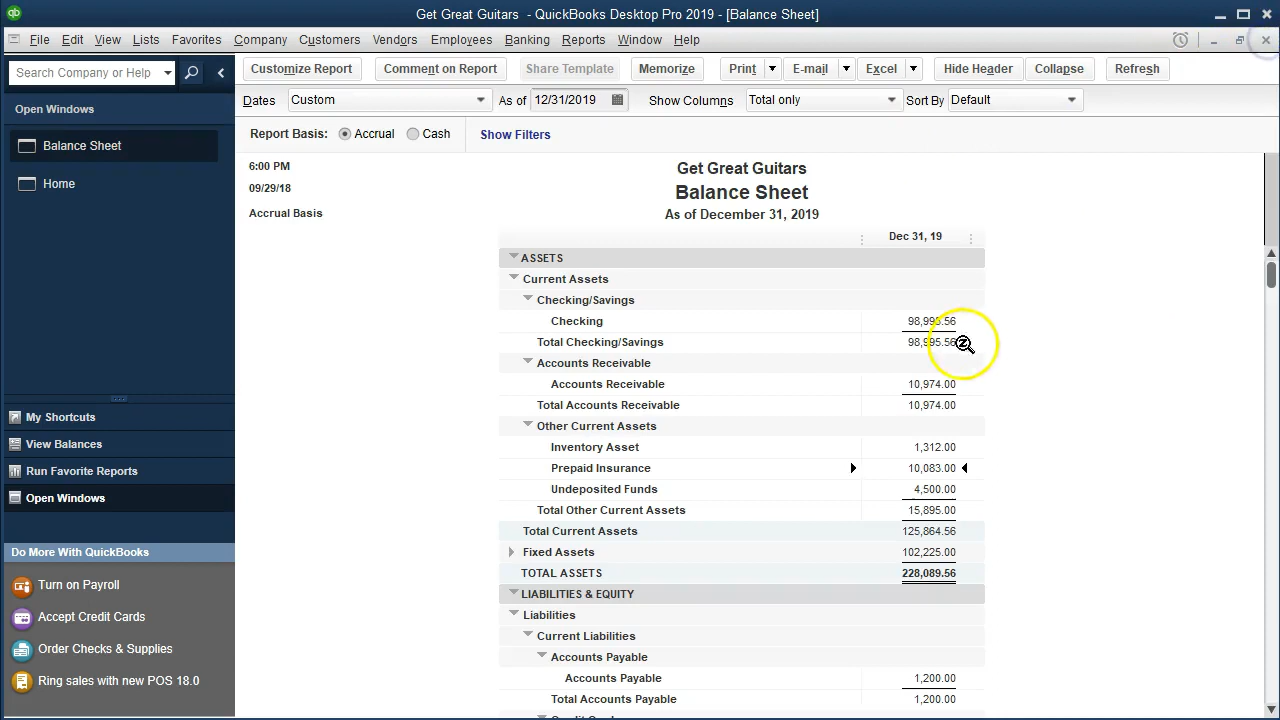 Get Great Guitars - QuickBooks Desktop Pro 2019 - [Balance Sheet]
File Edit View Lists Favorites Company Customers Vendors Employees Banking Reports Window Help
Search Company or Help
Customize Report Comment on Report Share Template Memorize Print E-mail Excel Hide Header Collapse Refresh
Open Windows
Dates Custom As of 12/31/2019 Show Columns Total only Sort By Default
Balance Sheet
Report Basis: Accrual Cash Show Filters
Home
6:00 PM
09/29/18
Accrual Basis
Get Great Guitars
Balance Sheet
As of December 31, 2019
Dec 31, 19
ASSETS
Current Assets
Checking/Savings
Checking 98,995.56
Total Checking/Savings 98,995.56
Accounts Receivable
Accounts Receivable 10,974.00
Total Accounts Receivable 10,974.00
Other Current Assets
Inventory Asset 1,312.00
Prepaid Insurance 10,083.00
Undeposited Funds 4,500.00
Total Other Current Assets 15,895.00
Total Current Assets 125,864.56
Fixed Assets 102,225.00
TOTAL ASSETS 228,089.56
LIABILITIES & EQUITY
Liabilities
Current Liabilities
Accounts Payable
Accounts Payable 1,200.00
Total Accounts Payable 1,200.00
My Shortcuts
View Balances
Run Favorite Reports
Open Windows
Do More With QuickBooks
Turn on Payroll
Accept Credit Cards
Order Checks & Supplies
Ring sales with new POS 18.0